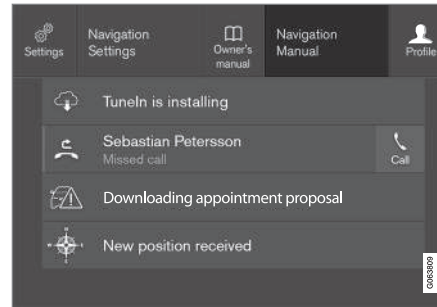 Settings
Navigation
Settings
Owner's
manual
Navigation
Manual
Profile
TuneIn is installing
Sebastian Petersson
Missed call
Call
Downloading appointment proposal
New position received
G063809